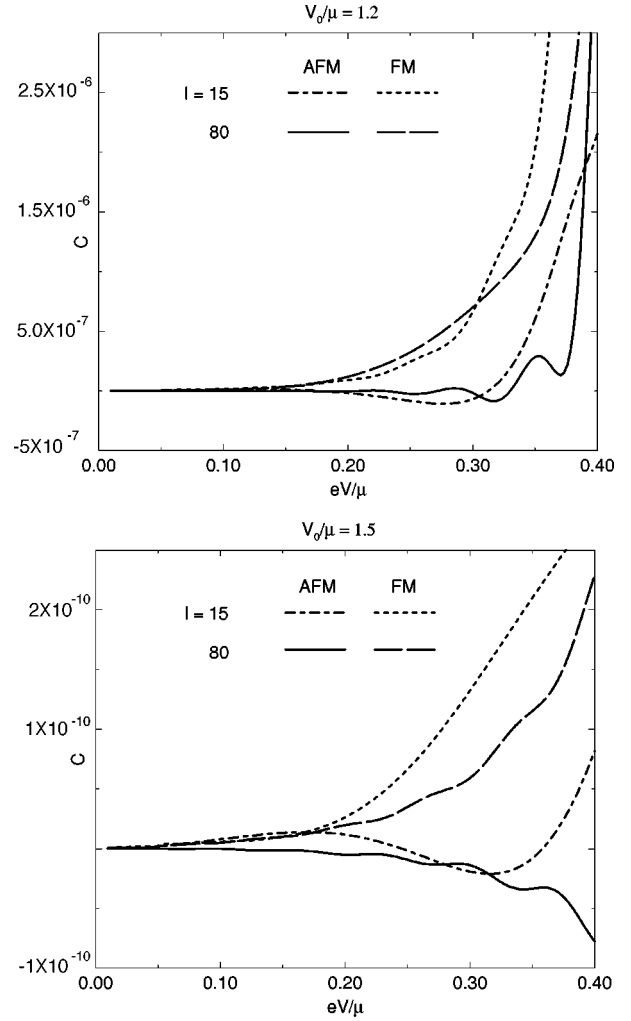 V₀/μ = 1.2
AFM FM
l = 15
80
2.5X10⁻⁶
1.5X10⁻⁶
5.0X10⁻⁷
-5X10⁻⁷
C
0.00 0.10 0.20 0.30 0.40
eV/μ
V₀/μ = 1.5
AFM FM
l = 15
80
2X10⁻¹⁰
1X10⁻¹⁰
-1X10⁻¹⁰
C
0.00 0.10 0.20 0.30 0.40
eV/μ